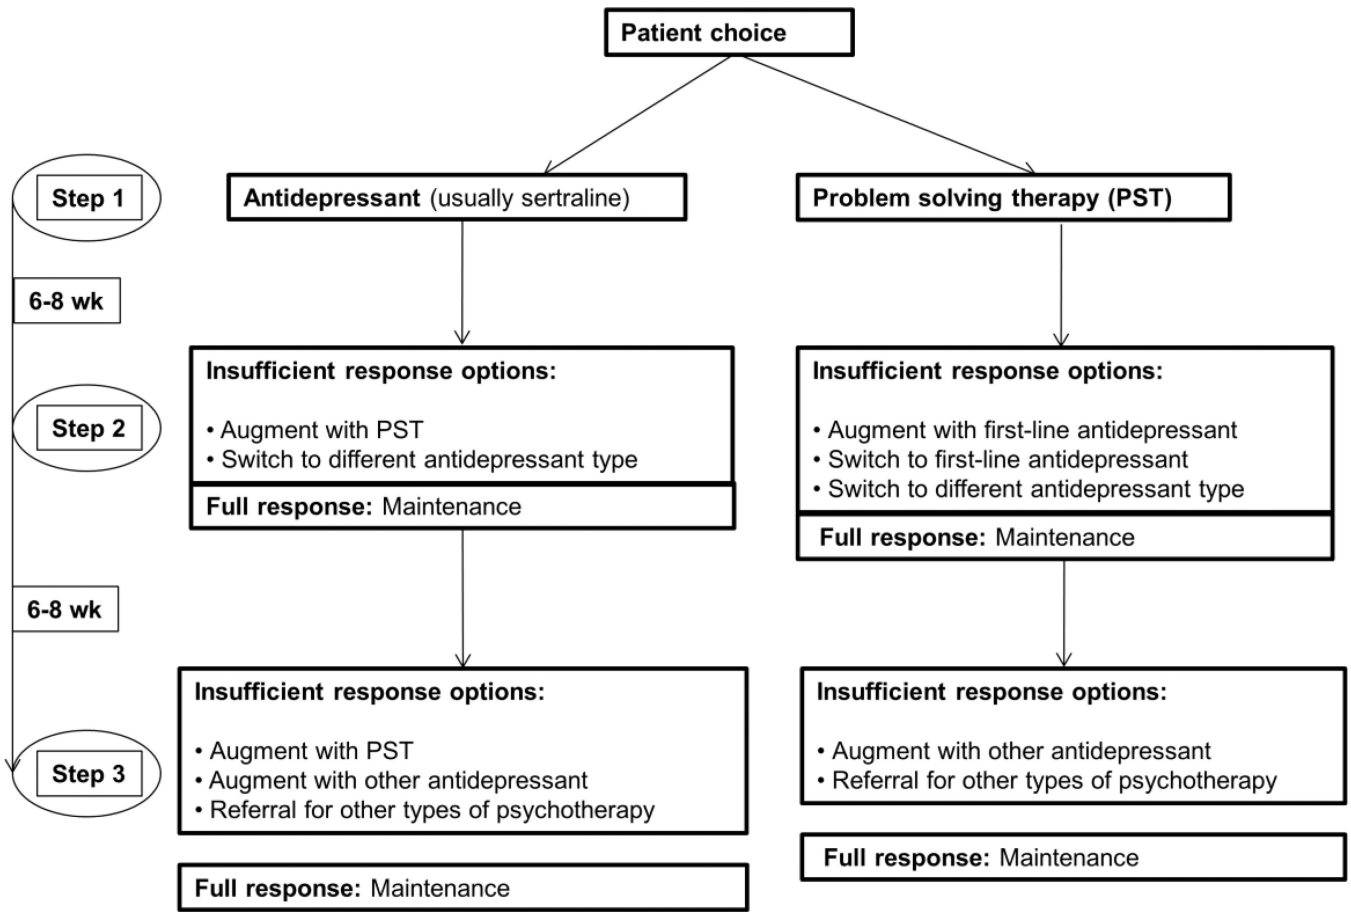 Patient choice
Step 1
Antidepressant (usually sertraline)
Problem solving therapy (PST)
6-8 wk
Step 2
Insufficient response options:
• Augment with PST
• Switch to different antidepressant type
Full response: Maintenance
Insufficient response options:
• Augment with first-line antidepressant
• Switch to first-line antidepressant
• Switch to different antidepressant type
Full response: Maintenance
6-8 wk
Step 3
Insufficient response options:
• Augment with PST
• Augment with other antidepressant
• Referral for other types of psychotherapy
Full response: Maintenance
Insufficient response options:
• Augment with other antidepressant
• Referral for other types of psychotherapy
Full response: Maintenance